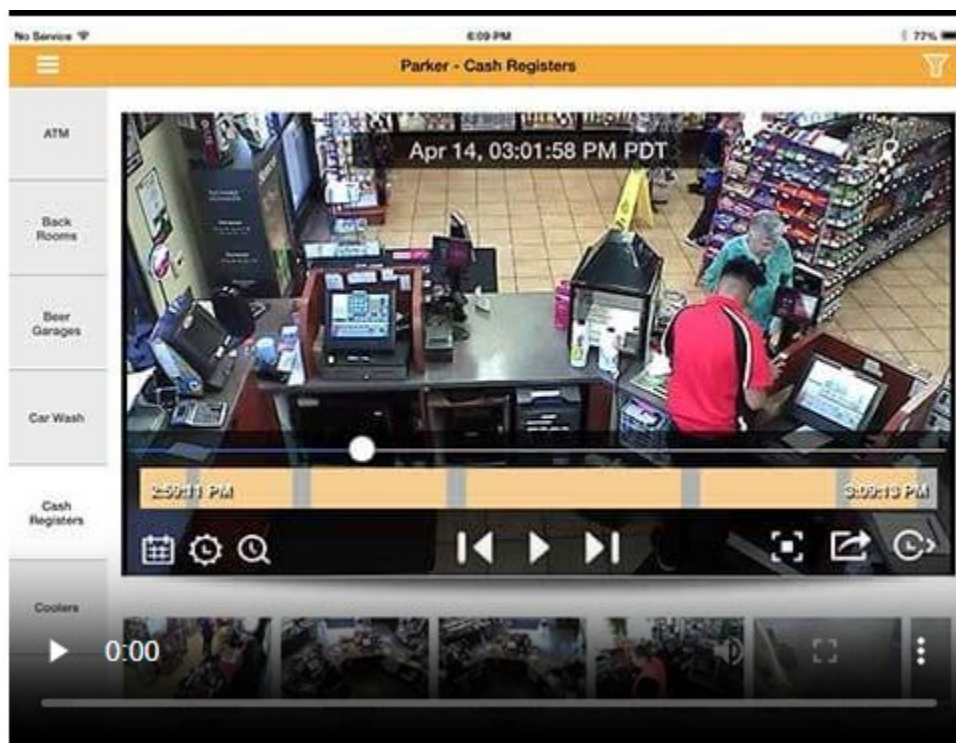 No Service
6:09 PM
77%
Parker - Cash Registers
ATM
Back
Rooms
Beer
Garages
Car Wash
Cash
Registers
Coolers
Apr 14, 03:01:58 PM PDT
2:59:11 PM
3:09:13 PM
0:00